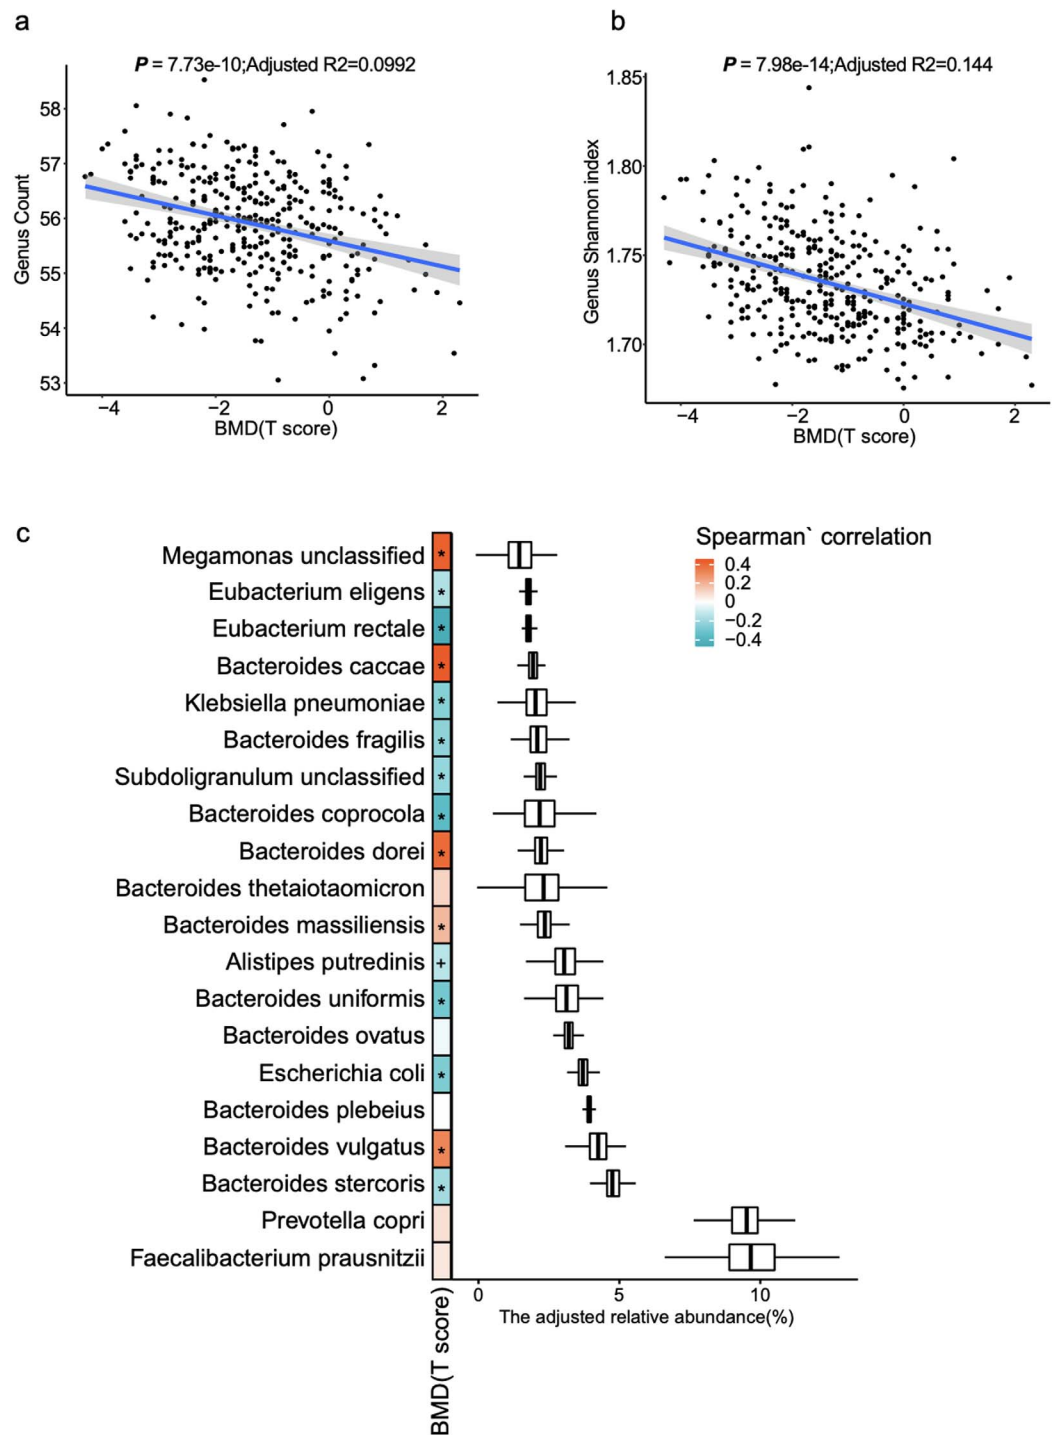 a
P = 7.73e-10;Adjusted R2=0.0992
Genus Count
58
57
56
55
54
53
−4
−2
0
2
BMD(T score)
b
P = 7.98e-14;Adjusted R2=0.144
Genus Shannon index
1.85
1.80
1.75
1.70
−4
−2
0
2
BMD(T score)
c
Megamonas unclassified *
Eubacterium eligens *
Eubacterium rectale *
Bacteroides caccae *
Klebsiella pneumoniae *
Bacteroides fragilis *
Subdoligranulum unclassified *
Bacteroides coprocola *
Bacteroides dorei *
Bacteroides thetaiotaomicron
Bacteroides massiliensis *
Alistipes putredinis +
Bacteroides uniformis *
Bacteroides ovatus
Escherichia coli *
Bacteroides plebeius
Bacteroides vulgatus *
Bacteroides stercoris *
Prevotella copri
Faecalibacterium prausnitzii
BMD(T score)
0
5
10
The adjusted relative abundance(%)
Spearman` correlation
0.4
0.2
0
−0.2
−0.4